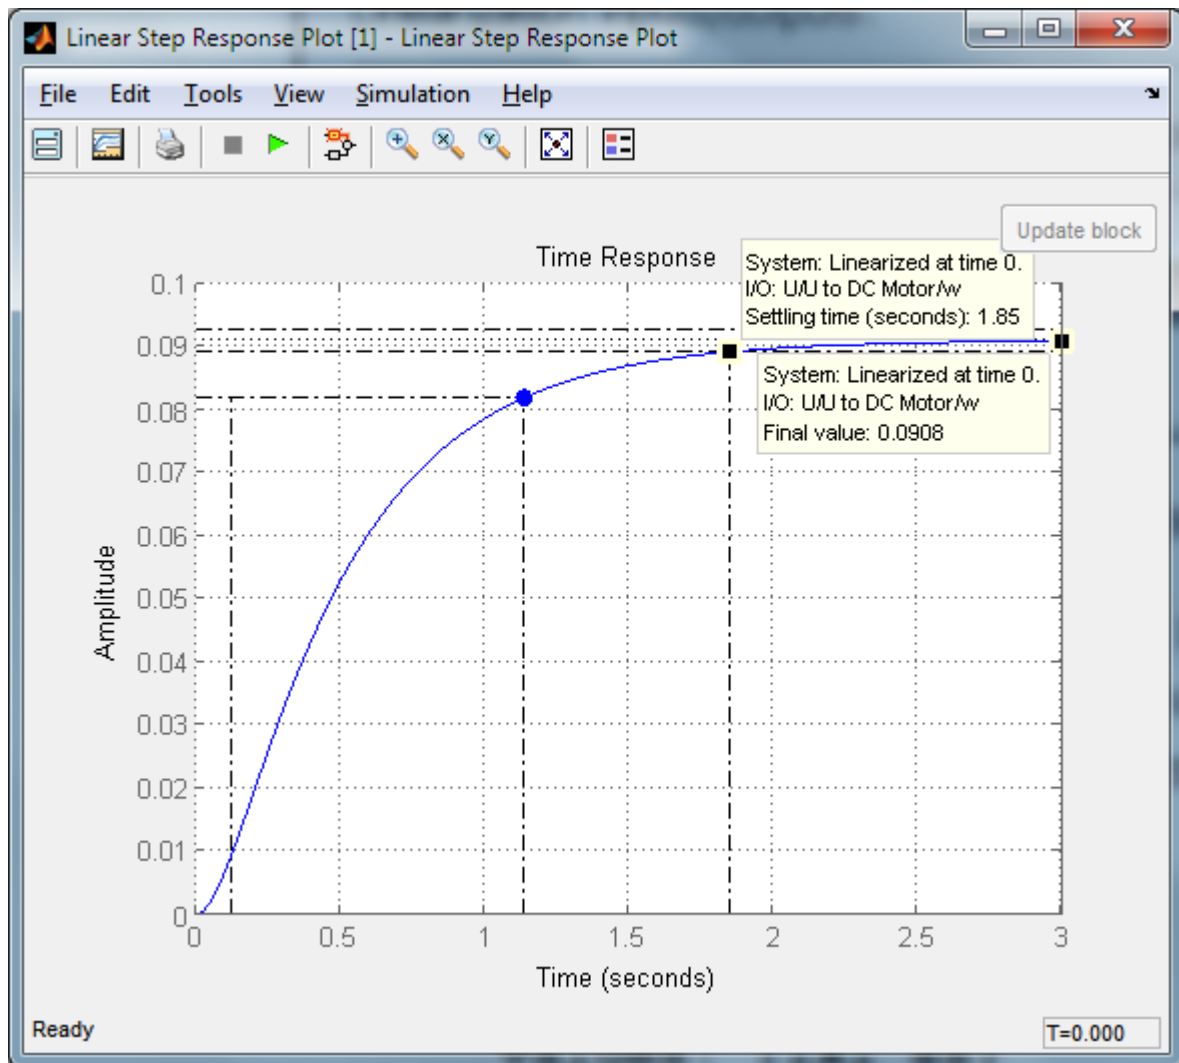 Linear Step Response Plot [1] - Linear Step Response Plot
File Edit Tools View Simulation Help
Update block
Time Response
System: Linearized at time 0.
I/O: U/U to DC Motor/w
Settling time (seconds): 1.85
System: Linearized at time 0.
I/O: U/U to DC Motor/w
Final value: 0.0908
0.1
0.09
0.08
0.07
0.06
0.05
0.04
0.03
0.02
0.01
0
Amplitude
0 0.5 1 1.5 2 2.5 3
Time (seconds)
Ready
T=0.000